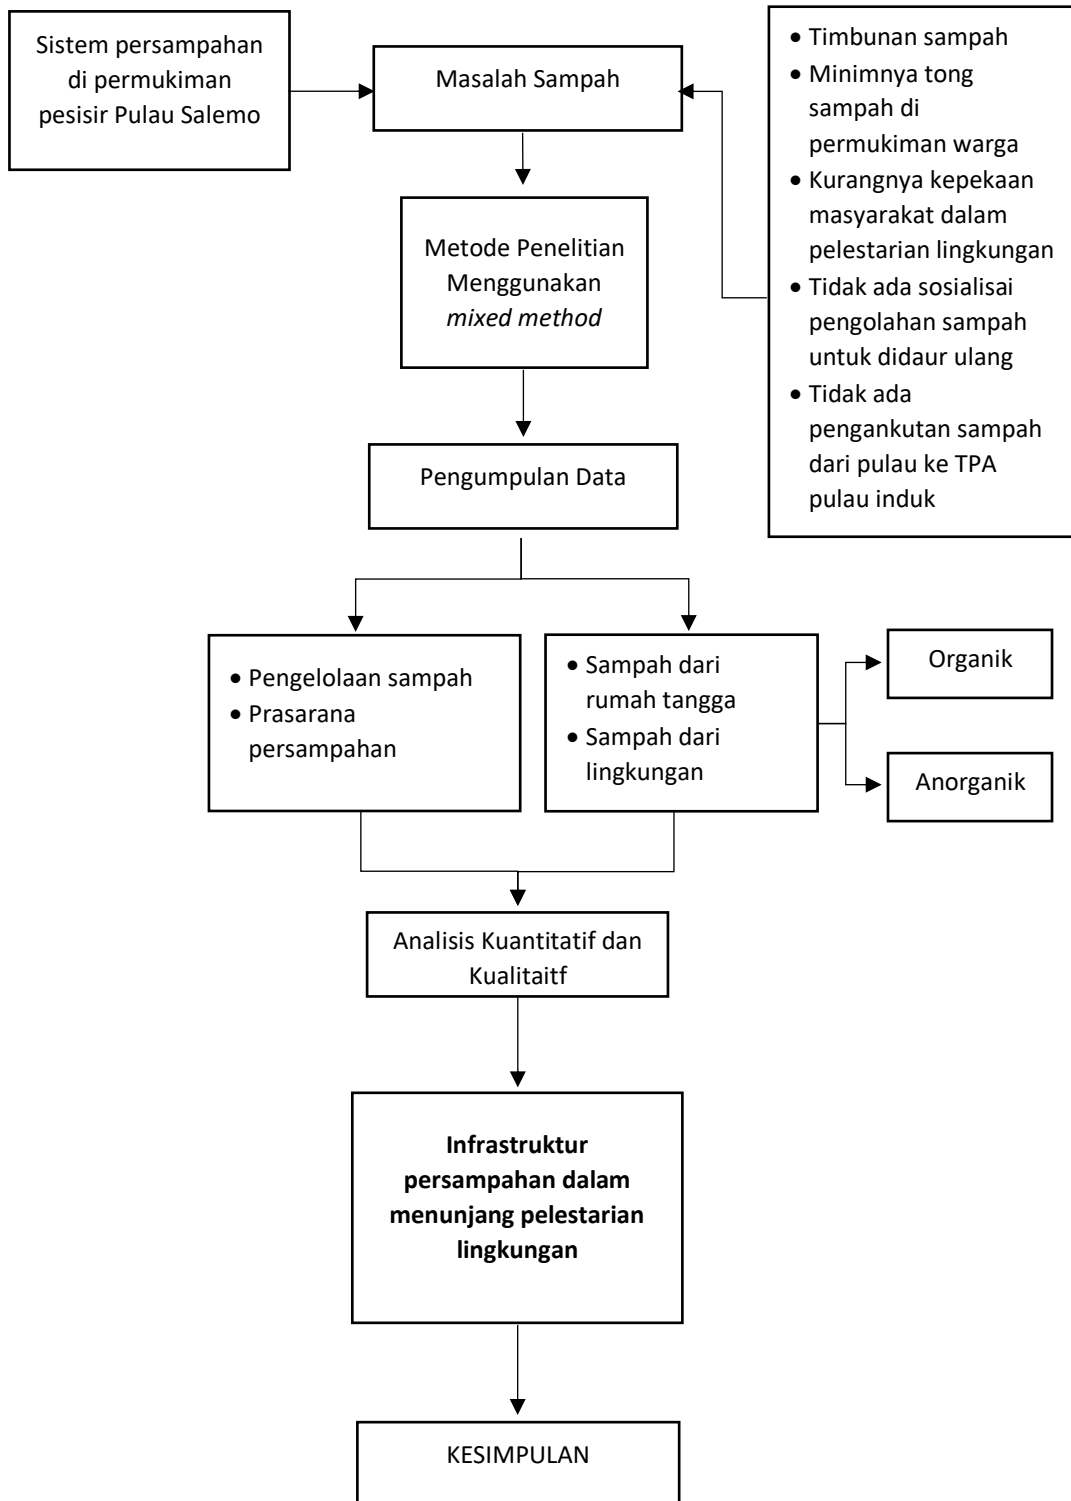 Sistem persampahan
di permukiman
pesisir Pulau Salemo
Masalah Sampah
• Timbunan sampah
• Minimnya tong
sampah di
permukiman warga
• Kurangnya kepekaan
masyarakat dalam
pelestarian lingkungan
• Tidak ada sosialisai
pengolahan sampah
untuk didaur ulang
• Tidak ada
pengankutan sampah
dari pulau ke TPA
pulau induk
Metode Penelitian
Menggunakan
mixed method
Pengumpulan Data
• Pengelolaan sampah
• Prasarana
persampahan
• Sampah dari
rumah tangga
• Sampah dari
lingkungan
Organik
Anorganik
Analisis Kuantitatif dan
Kualitaitf
Infrastruktur
persampahan dalam
menunjang pelestarian
lingkungan
KESIMPULAN